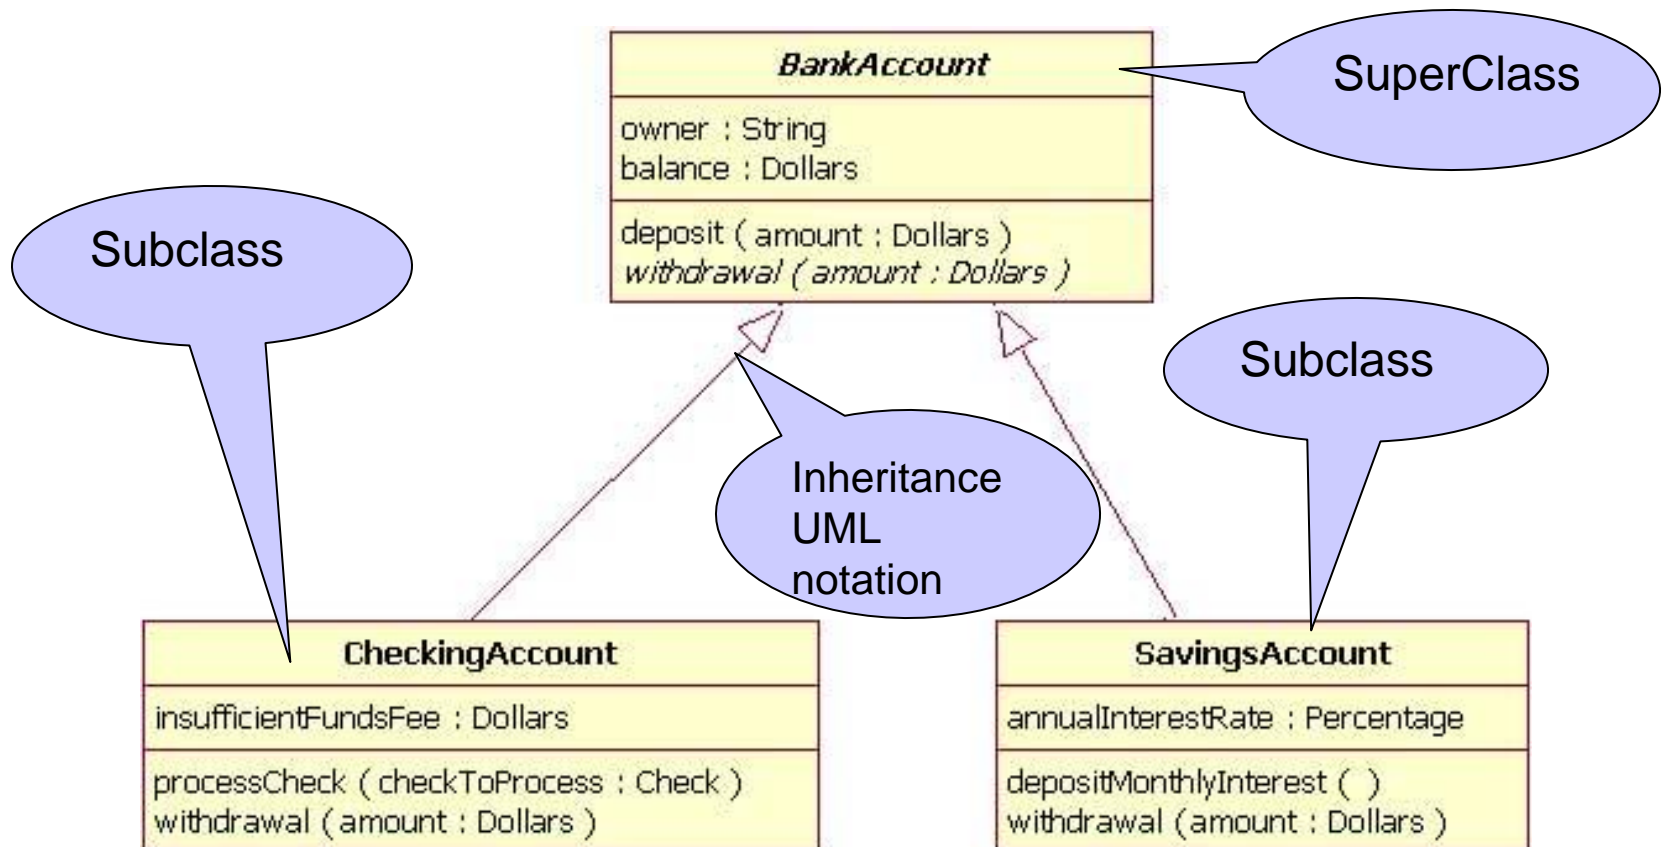 BankAccount
owner : String
balance : Dollars
deposit ( amount : Dollars )
withdrawal ( amount : Dollars )
SuperClass
Subclass
Subclass
Inheritance
UML
notation
CheckingAccount
insufficientFundsFee : Dollars
processCheck ( checkToProcess : Check )
withdrawal ( amount : Dollars )
SavingsAccount
annualInterestRate : Percentage
depositMonthlyInterest ( )
withdrawal ( amount : Dollars )